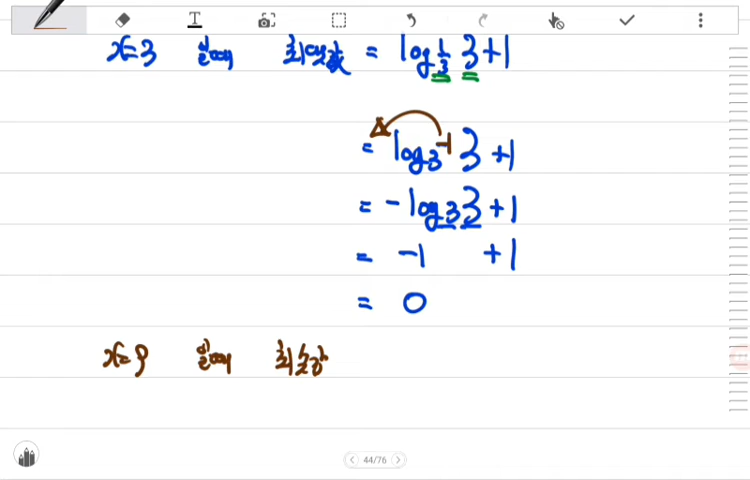 x=3 일때 최댓값 = log_{1/3} 3 + 1
= log_{3^{-1}} 3 + 1
= -log_3 3 + 1
= -1 + 1
= 0
x=9 일때 최솟값
44/76